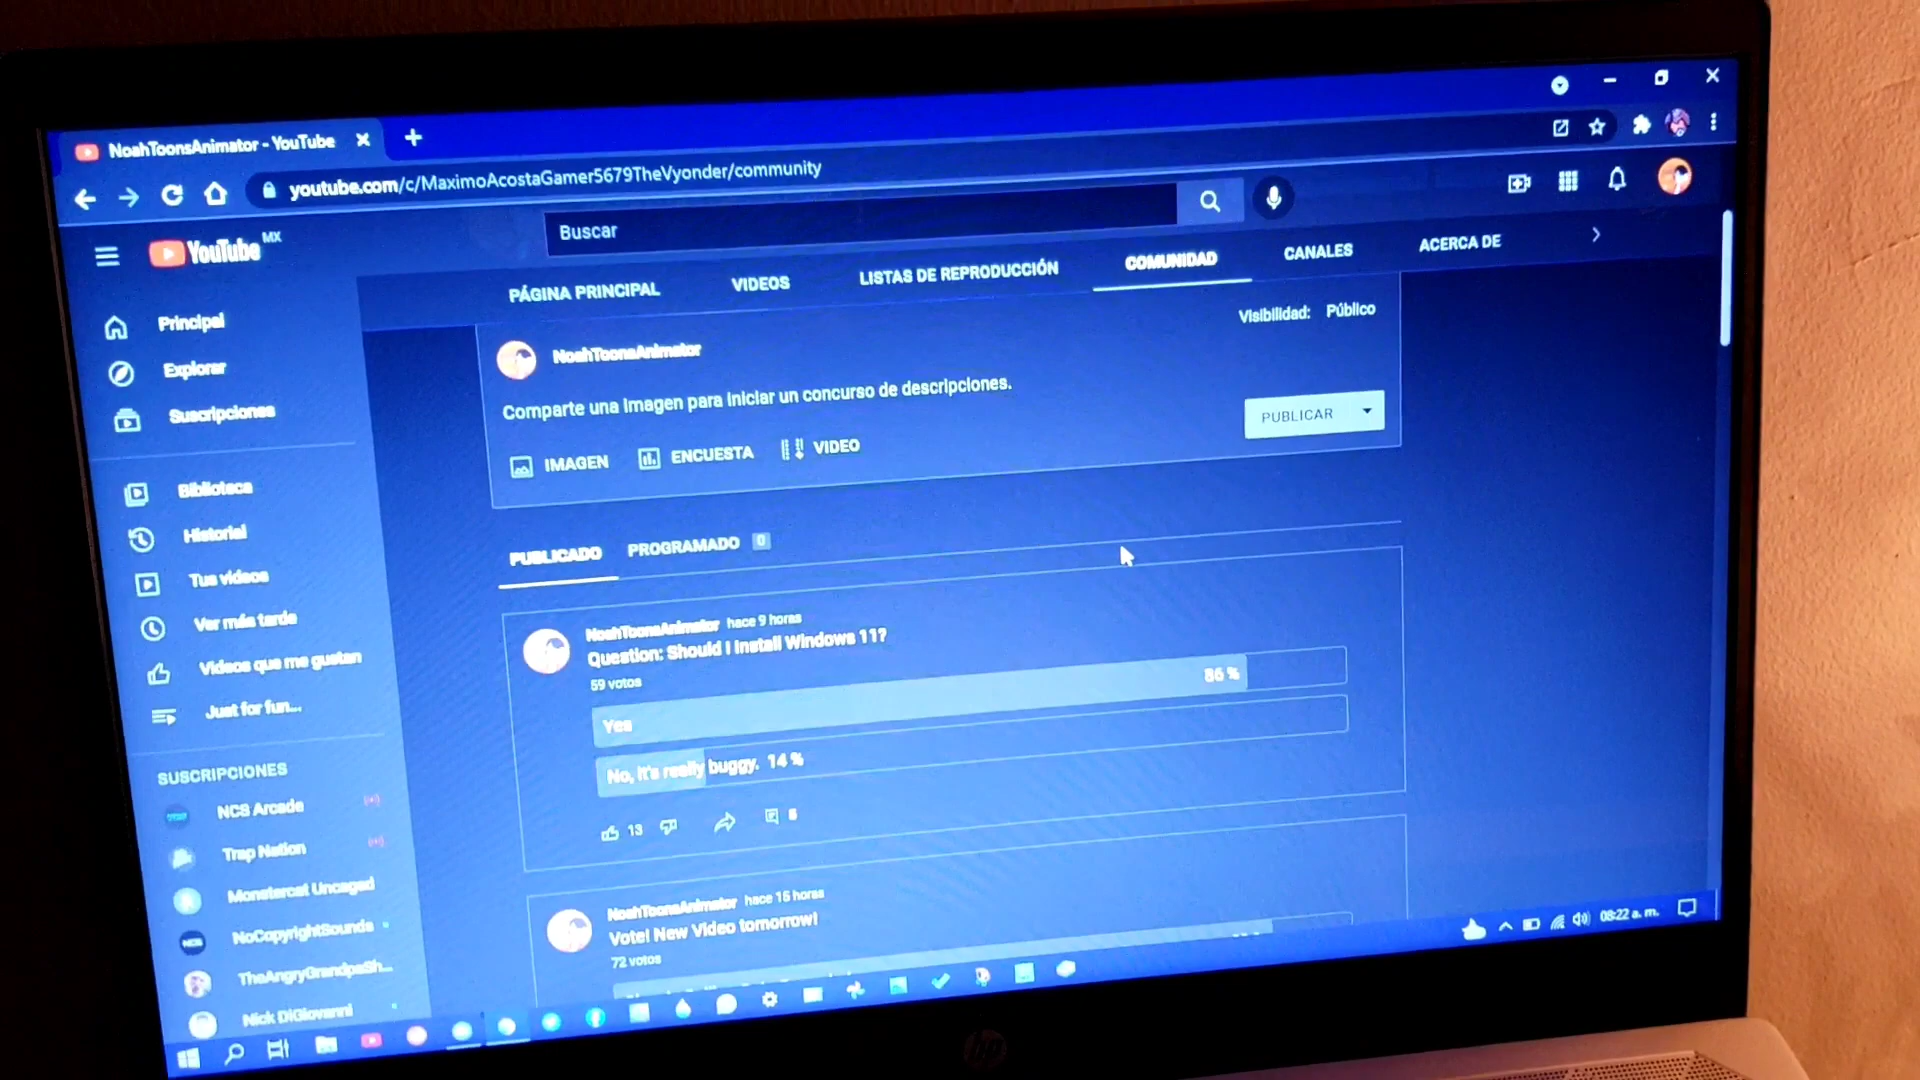 NoahToonsAnimator - YouTube
youtube.com/c/MaximoAcostaGamer5679TheVyonder/community
YouTube MX
Buscar
PÁGINA PRINCIPAL
VIDEOS
LISTAS DE REPRODUCCIÓN
COMUNIDAD
CANALES
ACERCA DE
Principal
Explorar
Suscripciones
Biblioteca
Historial
Tus videos
Ver más tarde
Videos que me gustan
Just for fun...
SUSCRIPCIONES
NCS Arcade
Trap Nation
Monstercat Uncaged
NoCopyrightSounds
TheAngryGrandpaSh...
Nick DiGiovanni
Visibilidad: Público
NoahToonsAnimator
Comparte una imagen para iniciar un concurso de descripciones.
IMAGEN
ENCUESTA
VIDEO
PUBLICAR
PUBLICADO
PROGRAMADO 0
NoahToonsAnimator hace 9 horas
Question: Should I Install Windows 11?
59 votos
Yes
86 %
No, it's really buggy. 14 %
13
NoahToonsAnimator hace 15 horas
Vote! New Video tomorrow!
72 votos
08:22 a. m.
hp